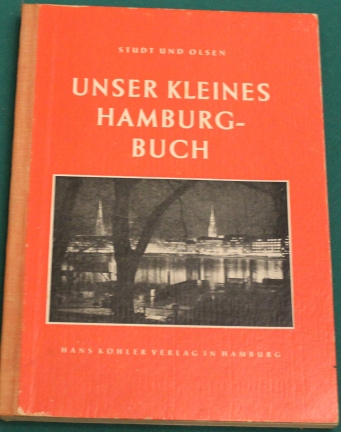 STUDT UND OLSEN
UNSER KLEINES
HAMBURG-
BUCH
HANS KÖHLER VERLAG IN HAMBURG